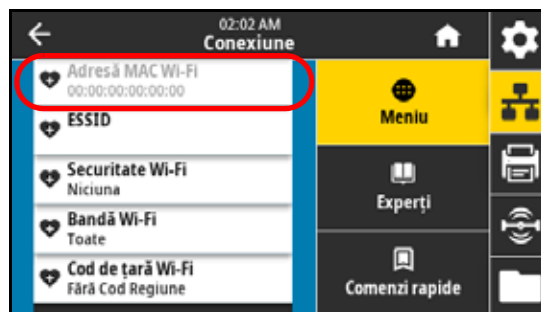 02:02 AM
Conexiune
Adresă MAC Wi-Fi
00:00:00:00:00:00
ESSID
Securitate Wi-Fi
Niciuna
Bandă Wi-Fi
Toate
Cod de țară Wi-Fi
Fără Cod Regiune
Meniu
Experți
Comenzi rapide